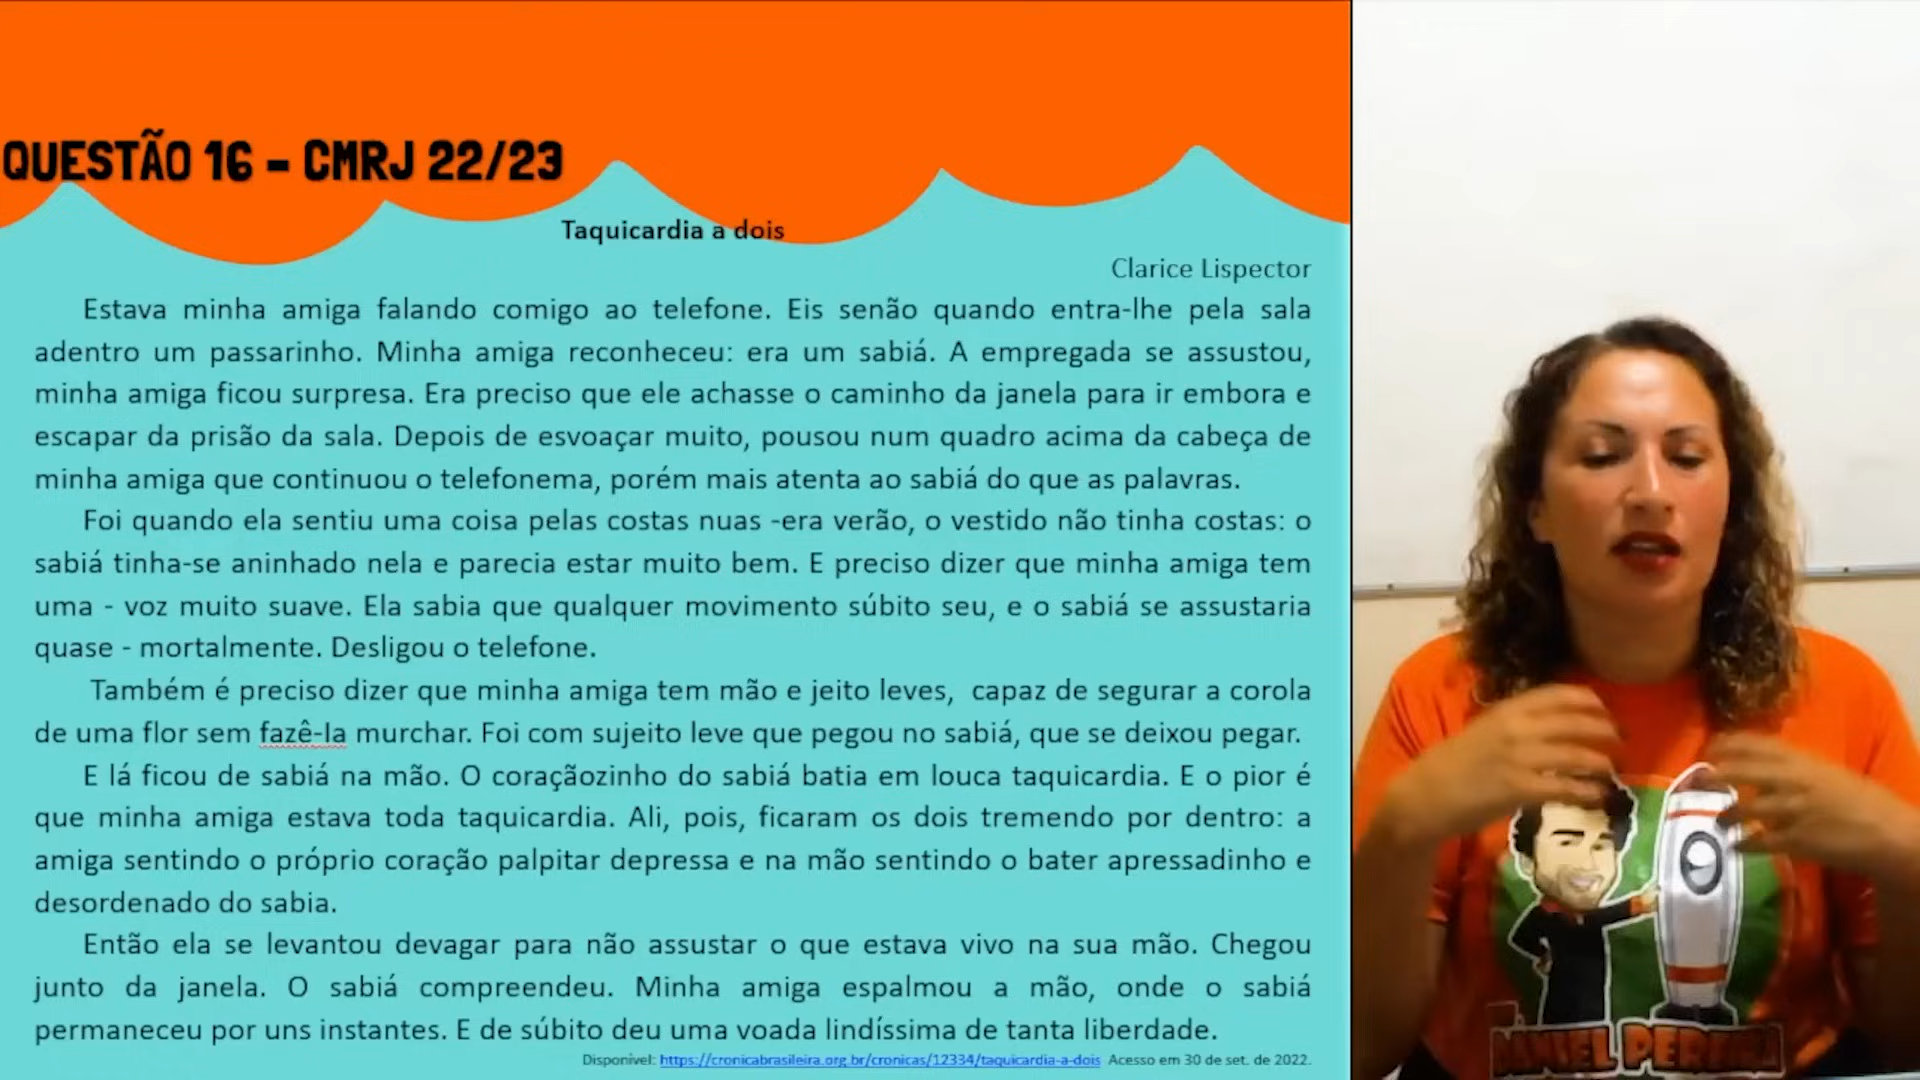 QUESTÃO 16 - CMRJ 22/23
Taquicardia a dois
Clarice Lispector
Estava minha amiga falando comigo ao telefone. Eis senão quando entra-lhe pela sala
adentro um passarinho. Minha amiga reconheceu: era um sabiá. A empregada se assustou,
minha amiga ficou surpresa. Era preciso que ele achasse o caminho da janela para ir embora e
escapar da prisão da sala. Depois de esvoaçar muito, pousou num quadro acima da cabeça de
minha amiga que continuou o telefonema, porém mais atenta ao sabiá do que as palavras.
Foi quando ela sentiu uma coisa pelas costas nuas -era verão, o vestido não tinha costas: o
sabiá tinha-se aninhado nela e parecia estar muito bem. E preciso dizer que minha amiga tem
uma - voz muito suave. Ela sabia que qualquer movimento súbito seu, e o sabiá se assustaria
quase - mortalmente. Desligou o telefone.
Também é preciso dizer que minha amiga tem mão e jeito leves, capaz de segurar a corola
de uma flor sem fazê-Ia murchar. Foi com sujeito leve que pegou no sabiá, que se deixou pegar.
E lá ficou de sabiá na mão. O coraçãozinho do sabiá batia em louca taquicardia. E o pior é
que minha amiga estava toda taquicardia. Ali, pois, ficaram os dois tremendo por dentro: a
amiga sentindo o próprio coração palpitar depressa e na mão sentindo o bater apressadinho e
desordenado do sabia.
Então ela se levantou devagar para não assustar o que estava vivo na sua mão. Chegou
junto da janela. O sabiá compreendeu. Minha amiga espalmou a mão, onde o sabiá
permaneceu por uns instantes. E de súbito deu uma voada lindíssima de tanta liberdade.
Disponível: https://cronicabrasileira.org.br/cronicas/12334/taquicardia-a-dois Acesso em 30 de set. de 2022.